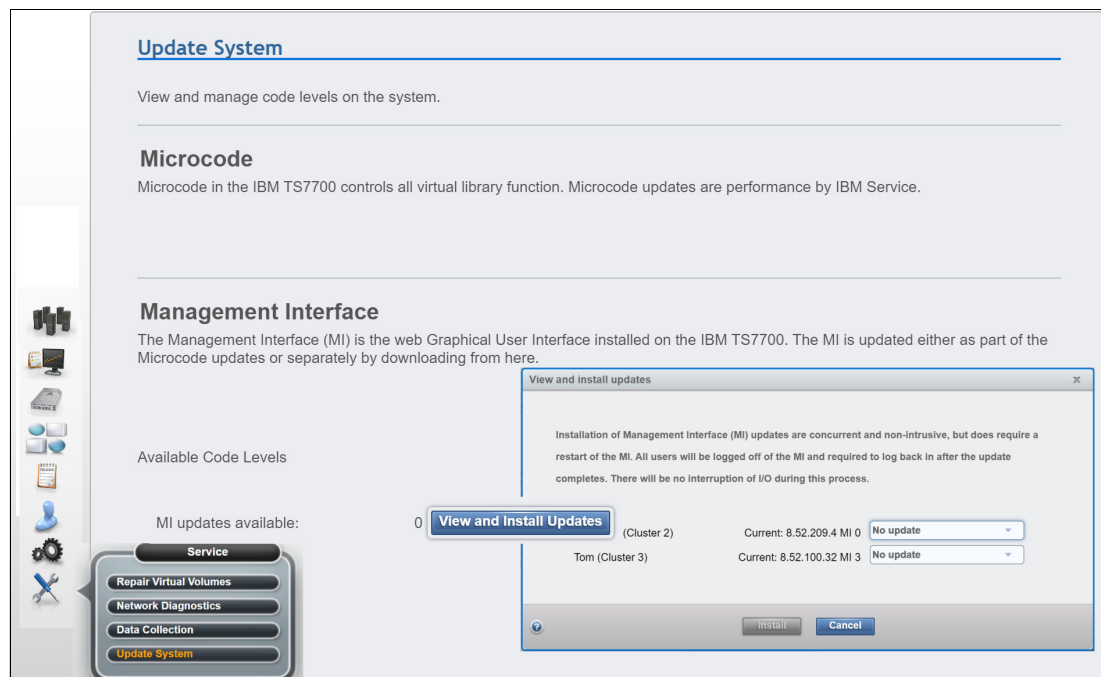 Update System
View and manage code levels on the system.
Microcode
Microcode in the IBM TS7700 controls all virtual library function. Microcode updates are performance by IBM Service.
Management Interface
The Management Interface (MI) is the web Graphical User Interface installed on the IBM TS7700. The MI is updated either as part of the
Microcode updates or separately by downloading from here.
View and install updates x
Installation of Management Interface (MI) updates are concurrent and non-intrusive, but does require a
restart of the MI. All users will be logged off of the MI and required to log back in after the update
completes. There will be no interruption of I/O during this process.
Available Code Levels
MI updates available: 0 View and Install Updates
(Cluster 2) Current: 8.52.209.4 MI 0 No update
Tom (Cluster 3) Current: 8.52.100.32 MI 3 No update
? Install Cancel
Service
Repair Virtual Volumes
Network Diagnostics
Data Collection
Update System